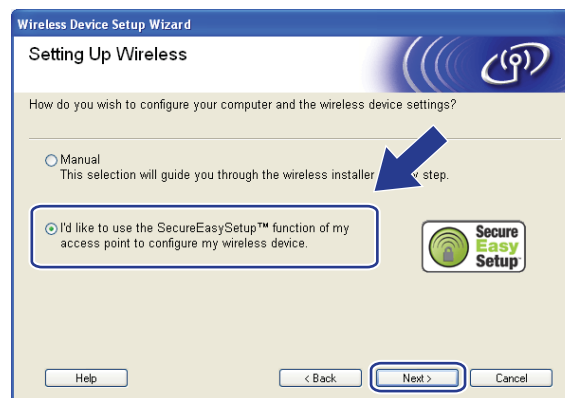 Wireless Device Setup Wizard
Setting Up Wireless
How do you wish to configure your computer and the wireless device settings?
Manual
This selection will guide you through the wireless installer step.
I'd like to use the SecureEasySetup™ function of my
access point to configure my wireless device.
Secure
Easy
Setup
Help
< Back
Next >
Cancel